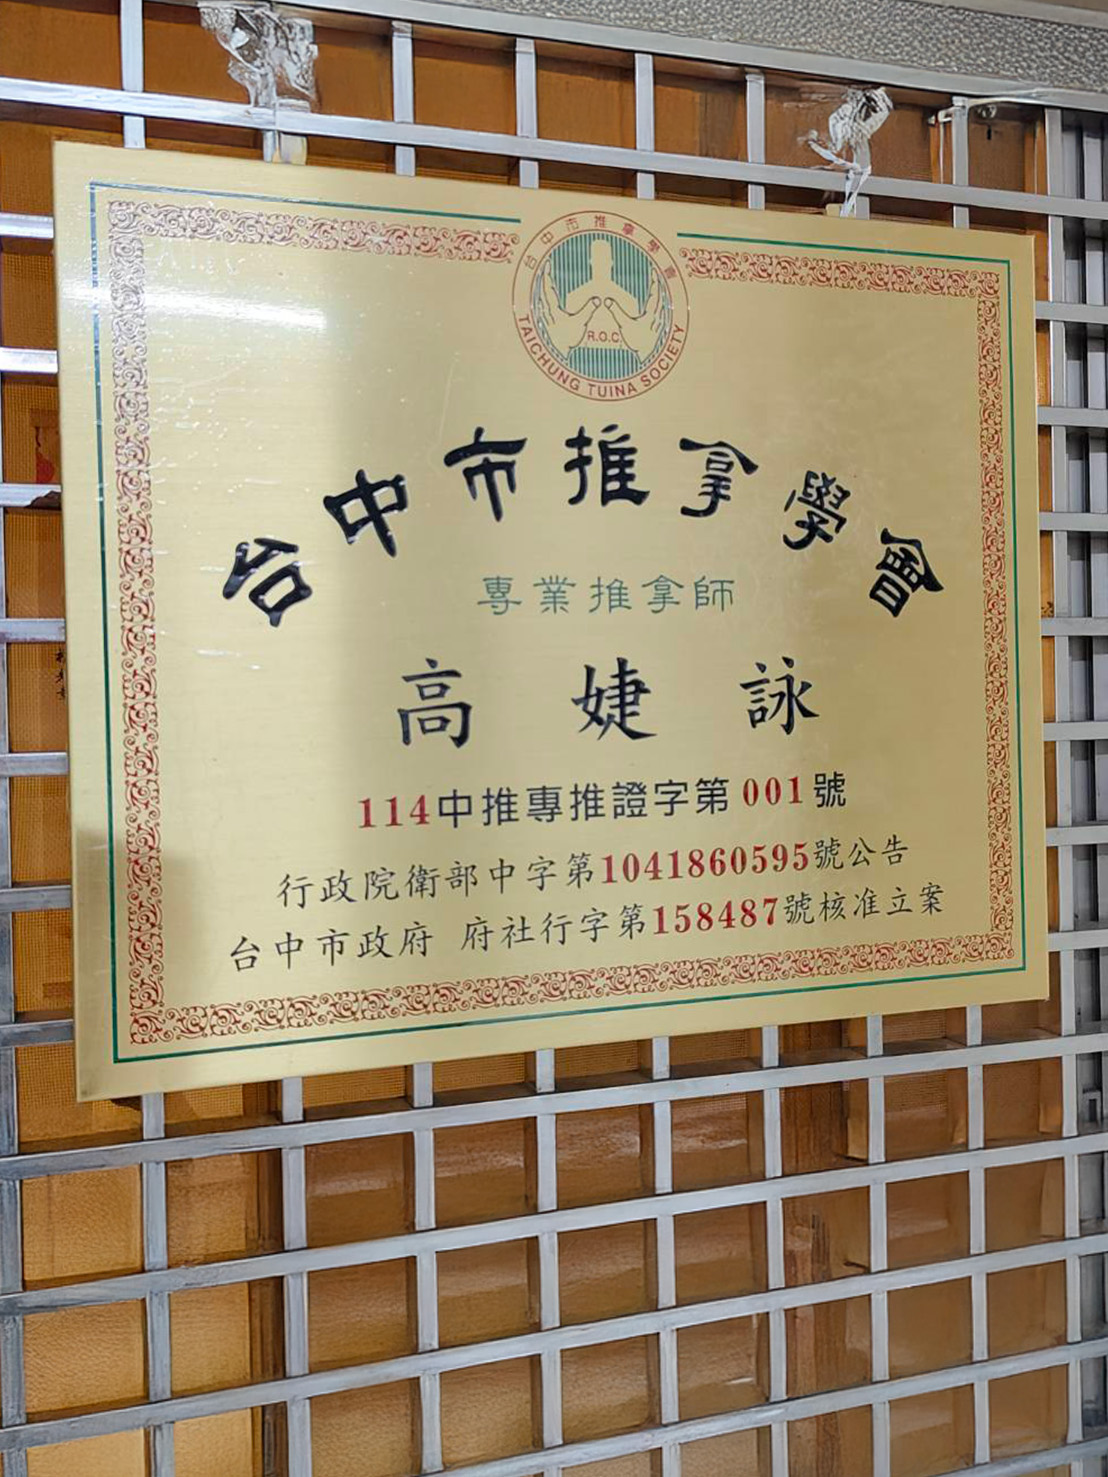 台中市推拿學會
R.O.C.
TAICHUNG TUINA SOCIETY
台中市推拿學會
專業推拿師
高婕詠
114中推專推證字第001號
行政院衛部中字第1041860595號公告
台中市政府 府社行字第158487號核准立案